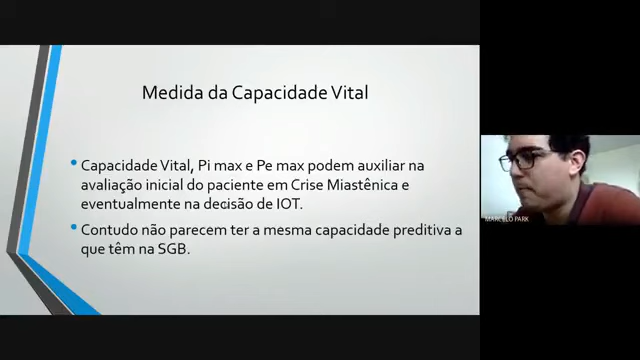 Medida da Capacidade Vital
Capacidade Vital, Pi max e Pe max podem auxiliar na
avaliação inicial do paciente em Crise Miastênica e
eventualmente na decisão de IOT.
Contudo não parecem ter a mesma capacidade preditiva a
que têm na SGB.
MARCELO PARK